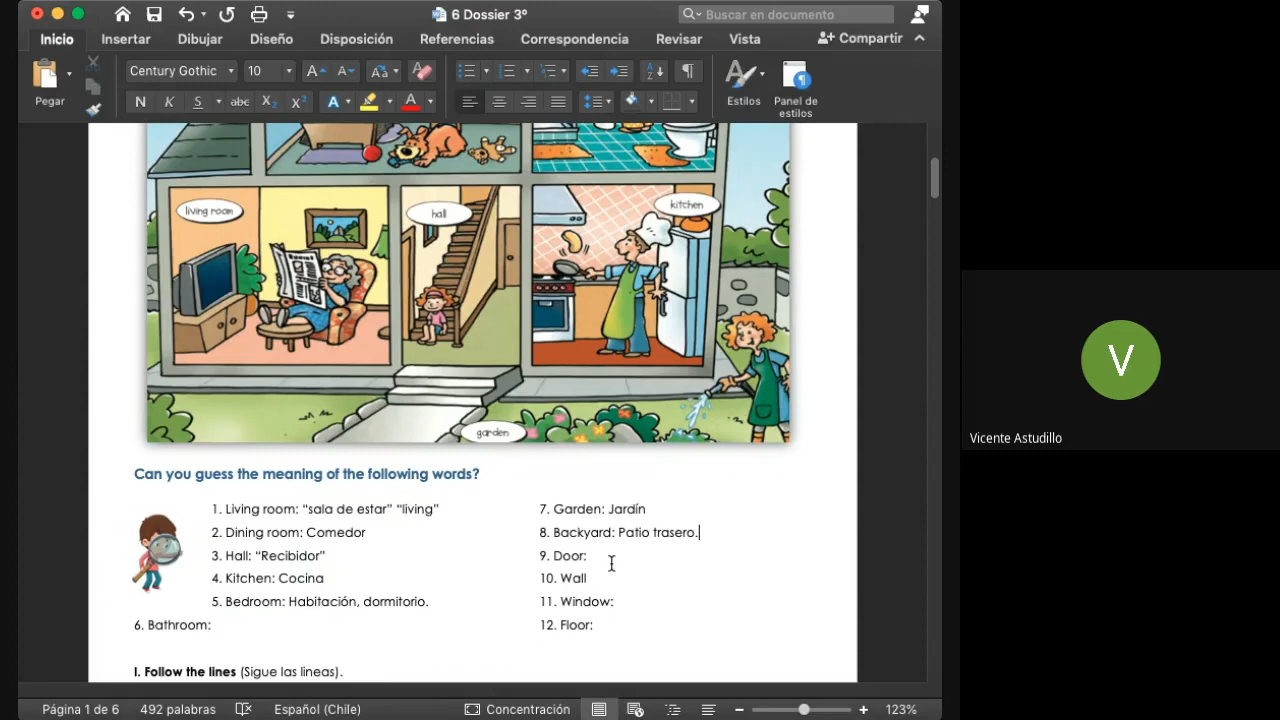 6 Dossier 3º
Buscar en documento
Inicio
Insertar
Dibujar
Diseño
Disposición
Referencias
Correspondencia
Revisar
Vista
Compartir
Pegar
Century Gothic
10
N K S abc X₂ X²
Estilos
Panel de
estilos
living room
hall
kitchen
garden
Can you guess the meaning of the following words?
1. Living room: “sala de estar” “living”
2. Dining room: Comedor
3. Hall: “Recibidor”
4. Kitchen: Cocina
5. Bedroom: Habitación, dormitorio.
6. Bathroom:
7. Garden: Jardín
8. Backyard: Patio trasero.
9. Door:
10. Wall
11. Window:
12. Floor:
I. Follow the lines (Sigue las lineas).
Página 1 de 6
492 palabras
Español (Chile)
Concentración
123%
V
Vicente Astudillo